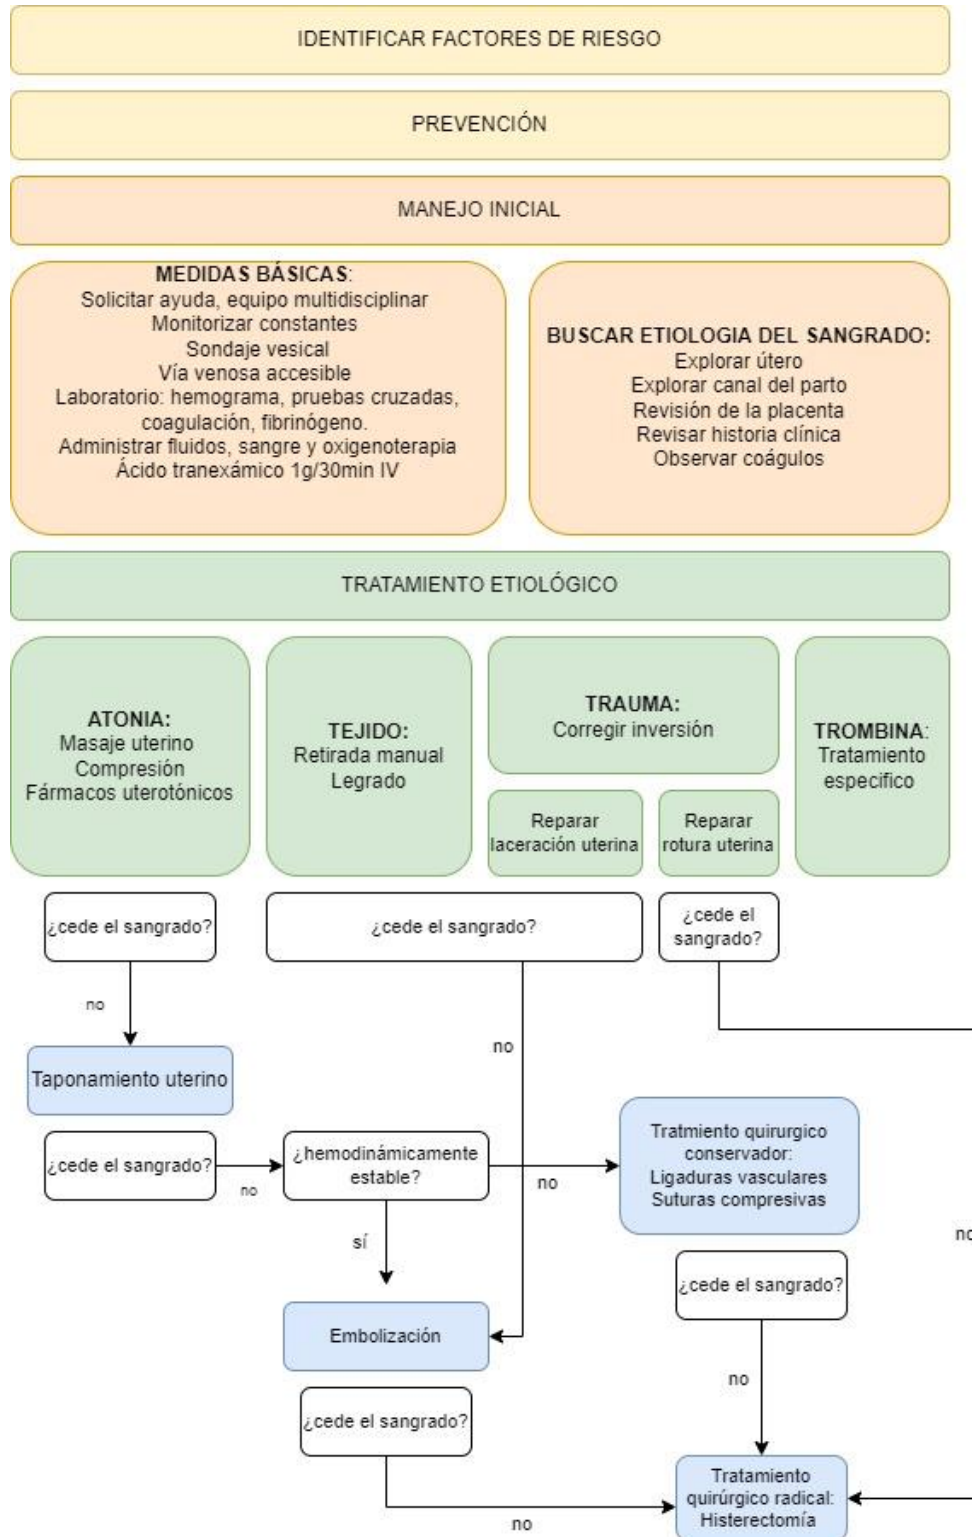 IDENTIFICAR FACTORES DE RIESGO
PREVENCIÓN
MANEJO INICIAL
MEDIDAS BÁSICAS:
Solicitar ayuda, equipo multidisciplinar
Monitorizar constantes
Sondaje vesical
Vía venosa accesible
Laboratorio: hemograma, pruebas cruzadas,
coagulación, fibrinógeno.
Administrar fluidos, sangre y oxigenoterapia
Ácido tranexámico 1g/30min IV
BUSCAR ETIOLOGIA DEL SANGRADO:
Explorar útero
Explorar canal del parto
Revisión de la placenta
Revisar historia clínica
Observar coágulos
TRATAMIENTO ETIOLÓGICO
ATONIA:
Masaje uterino
Compresión
Fármacos uterotónicos
TEJIDO:
Retirada manual
Legrado
TRAUMA:
Corregir inversión
Reparar
laceración uterina
Reparar
rotura uterina
TROMBINA:
Tratamiento
especifico
¿cede el sangrado?
¿cede el sangrado?
¿cede el
sangrado?
no
no
Taponamiento uterino
¿cede el sangrado?
no
¿hemodinámicamente
estable?
no
Tratmiento quirurgico
conservador:
Ligaduras vasculares
Suturas compresivas
sí
no
¿cede el sangrado?
Embolización
no
¿cede el sangrado?
no
Tratamiento
quirúrgico radical:
Histerectomía